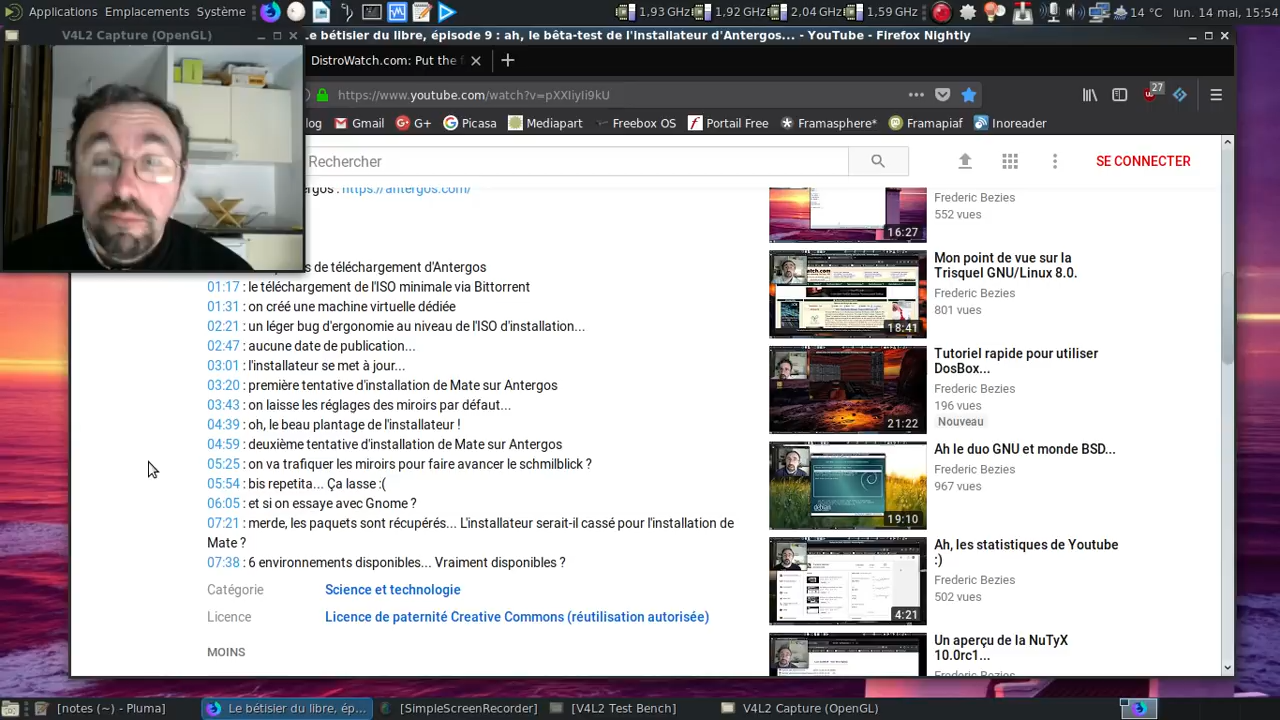 Applications Emplacements Système
1,93 GHz 1,92 GHz 2,04 GHz 1,59 GHz
14 °C lun. 14 mai, 15:54
V4L2 Capture (OpenGL)
Le bétisier du libre, épisode 9 : ah, le bêta-test de l'installateur d'Antergos... - YouTube - Firefox Nightly
DistroWatch.com: Put the
https://www.youtube.com/watch?v=pXXIiyIi9kU
27
log Gmail G+ Picasa Mediapart Freebox OS Portail Free Framasphere* Framapiaf Inoreader
Rechercher
SE CONNECTER
https://antergos.com/
:17 : le téléchargement de l'ISO terminé via BitTorrent
01:31 : on crée la machine virtuelle
02:21 : un léger bug d'ergonomie au démarrage de l'ISO d'installation
02:47 : aucune note de publication...
03:01 : l'installateur se met à jour...
03:20 : première tentative d'installation de Mate sur Antergos
03:43 : on laisse les réglages des miroirs par défaut...
04:39 : oh, le beau plantage de l'installateur !
04:59 : deuxième tentative d'installation de Mate sur Antergos
05:25 : on va traficoter les miroirs pour faire avancer le schmilblick ?
05:54 : bis repetita... Ça lasse !
06:05 : et si on essaye avec Gnome ?
07:21 : merde, les paquets sont récupérés... L'installateur serait-il cassé pour l'installation de
Mate ?
07:38 : 6 environnements disponibles... Vraiment disponibles ?
Catégorie Science et technologie
Licence Licence de paternité Creative Commons (réutilisation autorisée)
MOINS
Frederic Bezies
552 vues
16:27
Mon point de vue sur la
Trisquel GNU/Linux 8.0.
Frederic Bezies
801 vues
18:41
Tutoriel rapide pour utiliser
DosBox...
Frederic Bezies
196 vues
Nouveau
21:22
Ah le duo GNU et monde BSD...
Frederic Bezies
967 vues
19:10
Ah, les statistiques de Youtube
:)
Frederic Bezies
502 vues
4:21
Un aperçu de la NuTyX
10.0rc1 -
Frederic Bezies
[notes (~) - Pluma] Le bétisier du libre, ép... [SimpleScreenRecorder] [V4L2 Test Bench] V4L2 Capture (OpenGL)